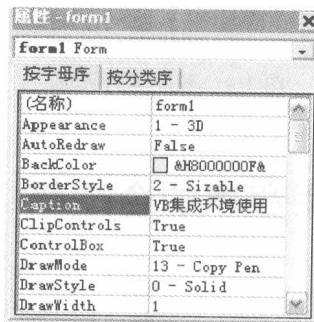 属性 - form1
form1 Form
按字母序 按分类序
(名称) form1
Appearance 1 - 3D
AutoRedraw False
BackColor &H8000000F&
BorderStyle 2 - Sizable
Caption VB集成环境使用
ClipControls True
ControlBox True
DrawMode 13 - Copy Pen
DrawStyle 0 - Solid
DrawWidth 1